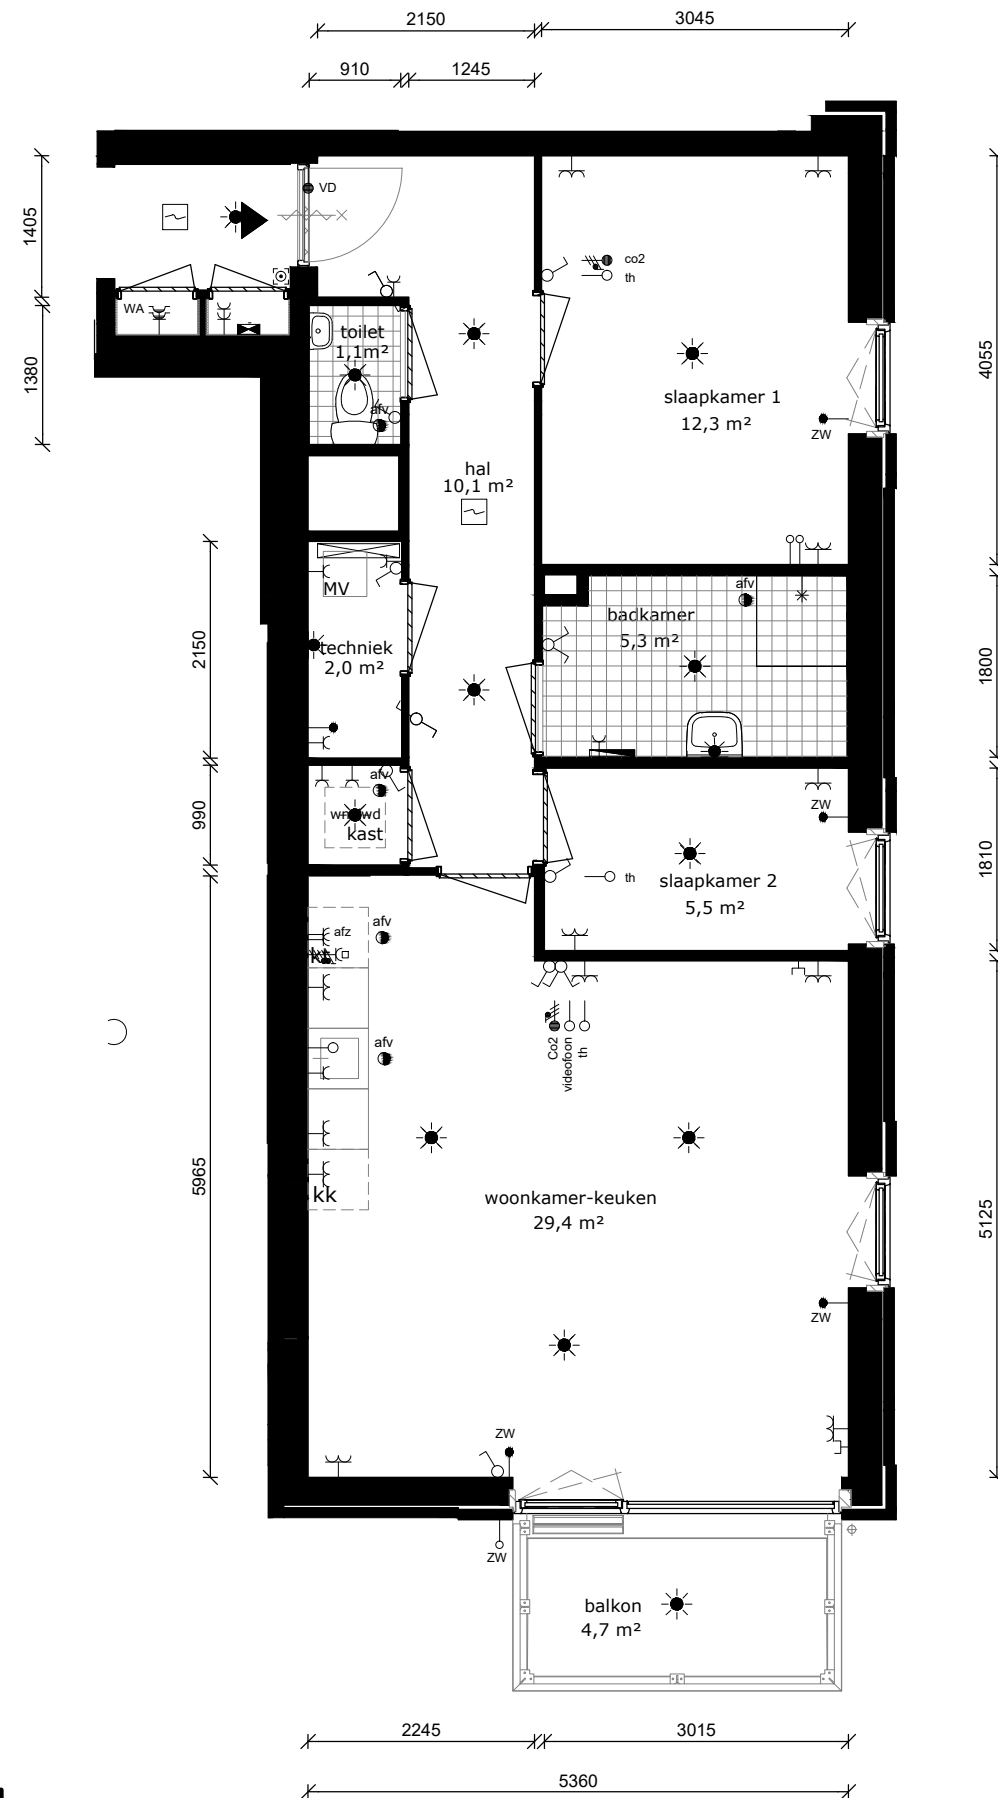 2150
3045
910
1245
VD
1405
WA
co2
th
toilet
1,1m²
afv
1380
4055
slaapkamer 1
12,3 m²
ZW
hal
10,1 m²
MV
techniek
2,0 m²
2150
badkamer
5,3 m²
afv
1800
990
afv
kast
ZW
th
slaapkamer 2
5,5 m²
1810
afv
afz
afv
Co2
videofoon
th
5965
kk
woonkamer-keuken
29,4 m²
5125
ZW
ZW
ZW
balkon
4,7 m²
2245
3015
5360